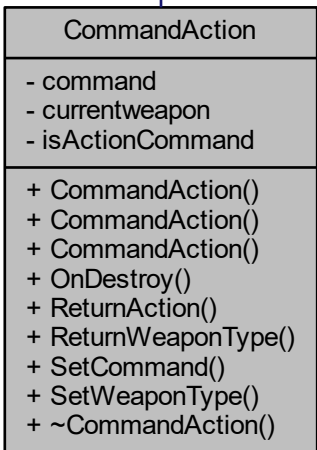 CommandAction
- command
- currentweapon
- isActionCommand
+ CommandAction()
+ CommandAction()
+ CommandAction()
+ OnDestroy()
+ ReturnAction()
+ ReturnWeaponType()
+ SetCommand()
+ SetWeaponType()
+ ~CommandAction()